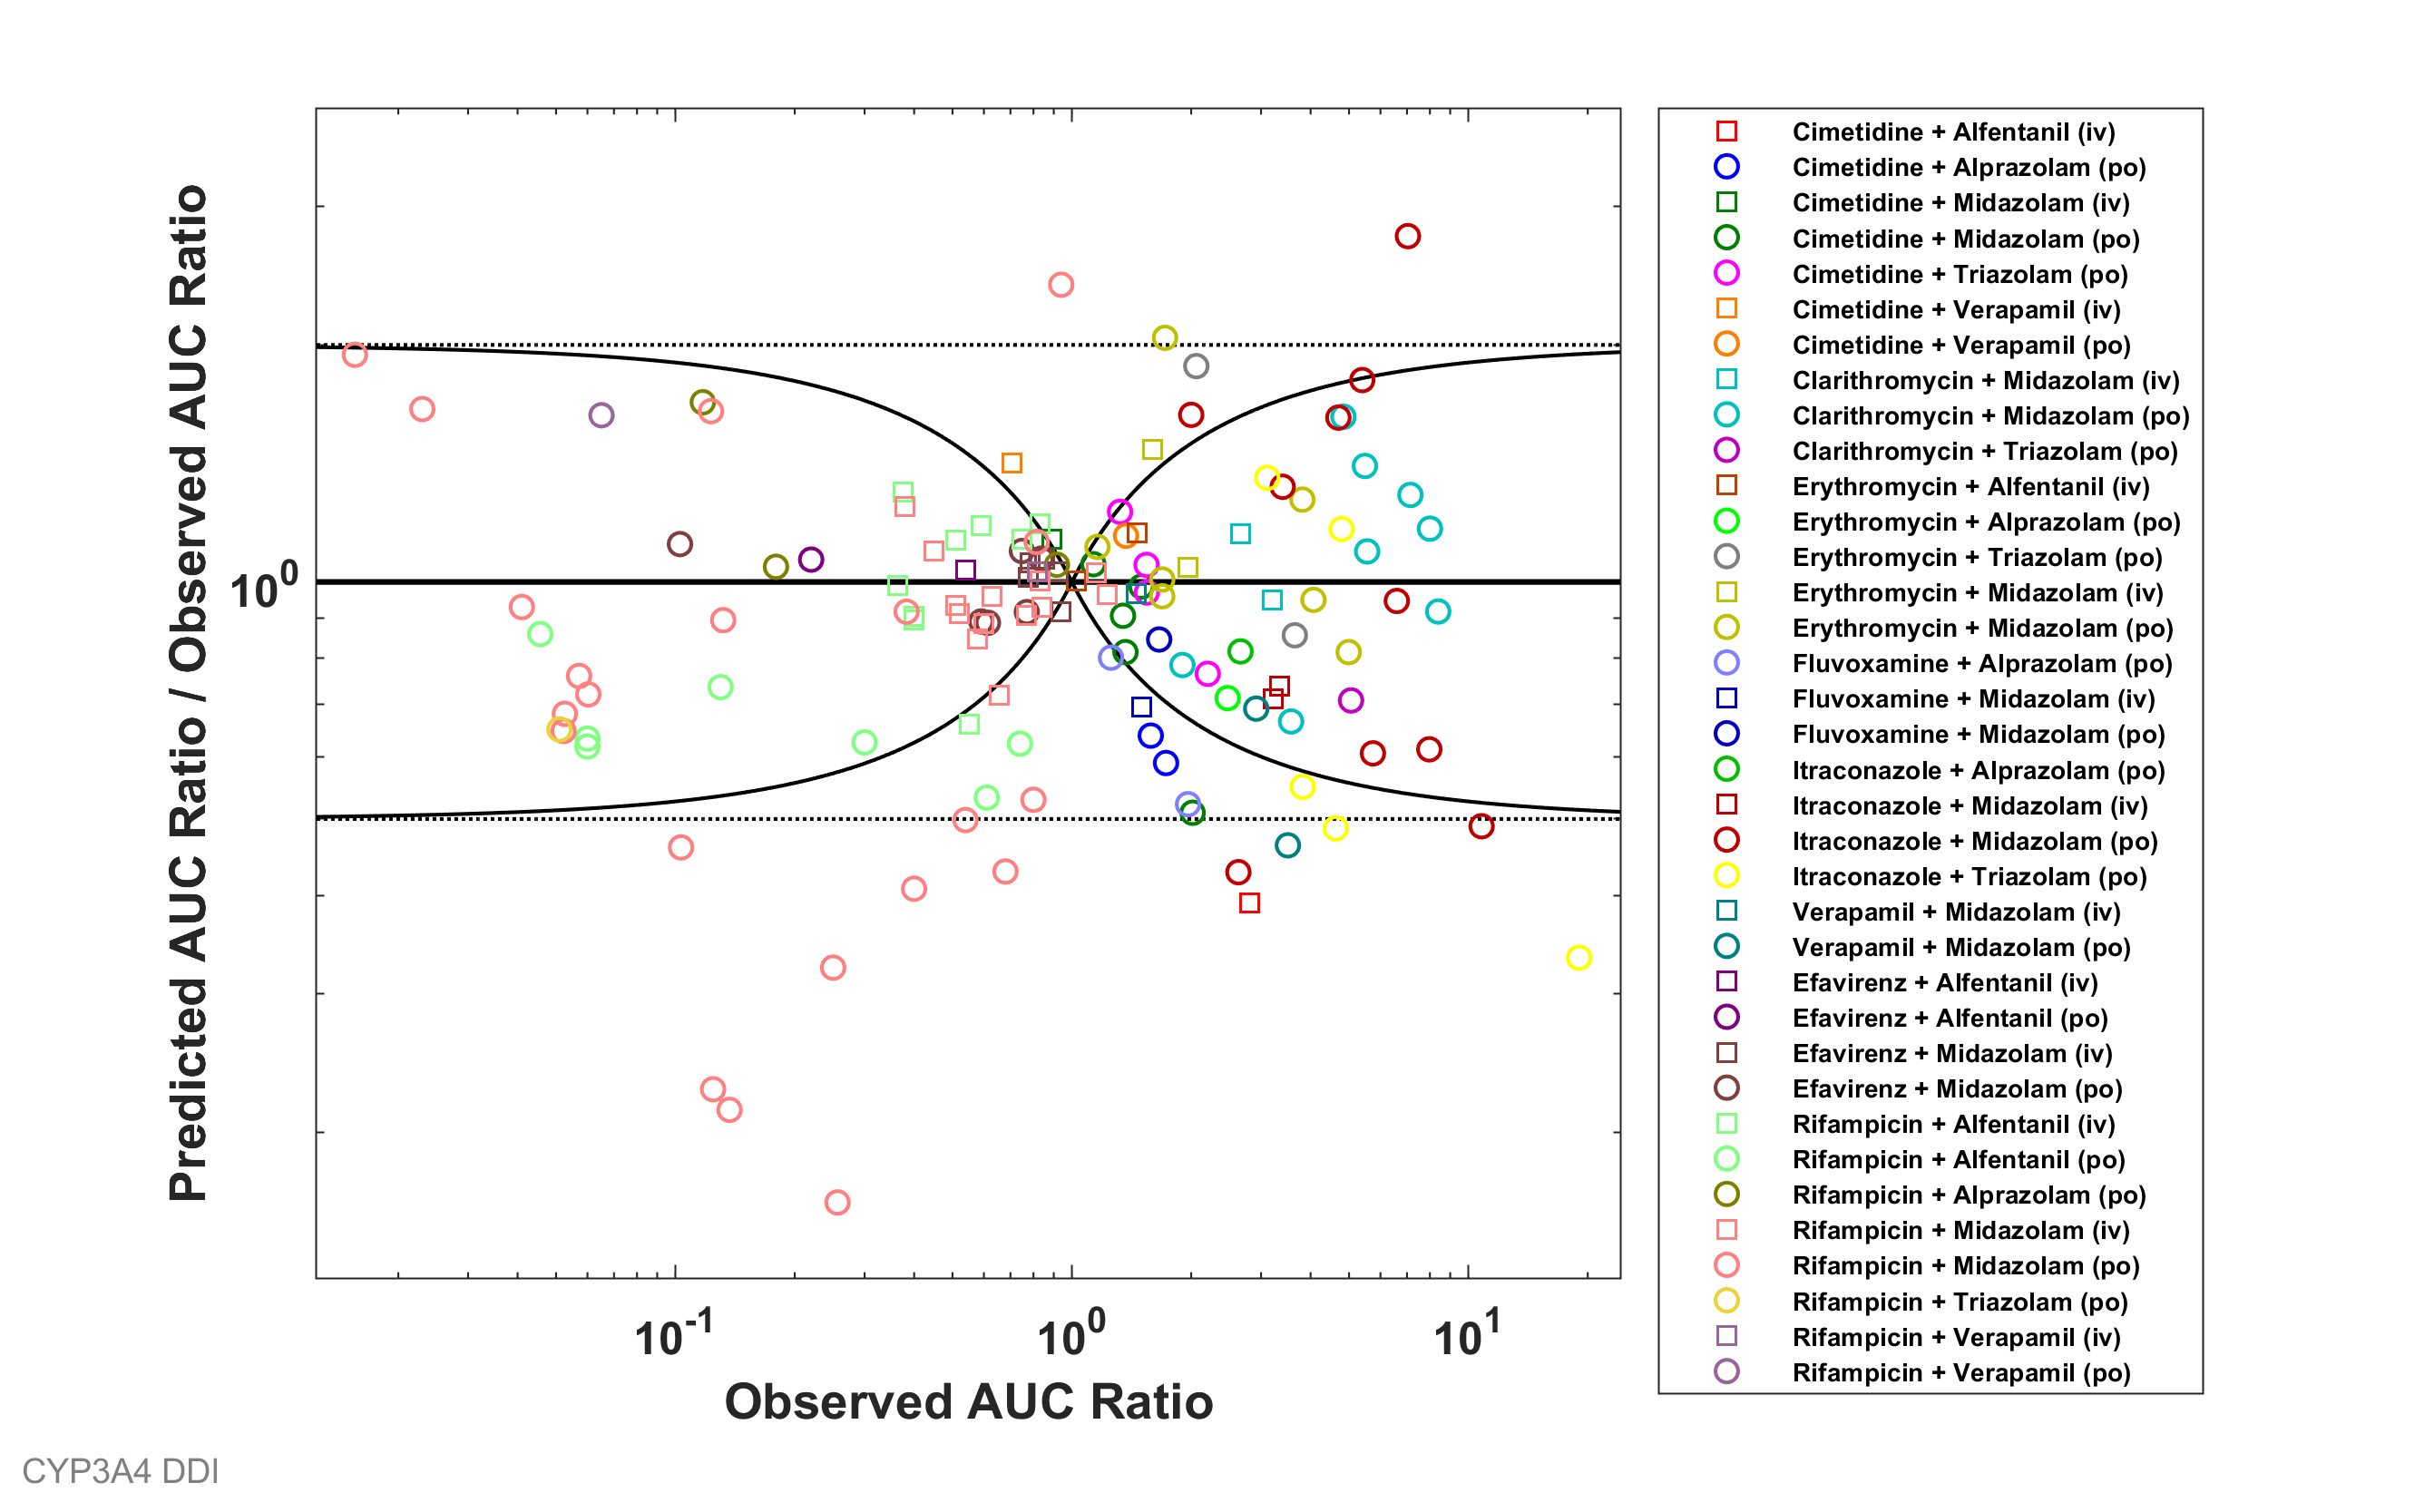 Predicted AUC Ratio / Observed AUC Ratio
10⁰
10⁻¹
10⁰
10¹
Observed AUC Ratio
Cimetidine + Alfentanil (iv)
Cimetidine + Alprazolam (po)
Cimetidine + Midazolam (iv)
Cimetidine + Midazolam (po)
Cimetidine + Triazolam (po)
Cimetidine + Verapamil (iv)
Cimetidine + Verapamil (po)
Clarithromycin + Midazolam (iv)
Clarithromycin + Midazolam (po)
Clarithromycin + Triazolam (po)
Erythromycin + Alfentanil (iv)
Erythromycin + Alprazolam (po)
Erythromycin + Triazolam (po)
Erythromycin + Midazolam (iv)
Erythromycin + Midazolam (po)
Fluvoxamine + Alprazolam (po)
Fluvoxamine + Midazolam (iv)
Fluvoxamine + Midazolam (po)
Itraconazole + Alprazolam (po)
Itraconazole + Midazolam (iv)
Itraconazole + Midazolam (po)
Itraconazole + Triazolam (po)
Verapamil + Midazolam (iv)
Verapamil + Midazolam (po)
Efavirenz + Alfentanil (iv)
Efavirenz + Alfentanil (po)
Efavirenz + Midazolam (iv)
Efavirenz + Midazolam (po)
Rifampicin + Alfentanil (iv)
Rifampicin + Alfentanil (po)
Rifampicin + Alprazolam (po)
Rifampicin + Midazolam (iv)
Rifampicin + Midazolam (po)
Rifampicin + Triazolam (po)
Rifampicin + Verapamil (iv)
Rifampicin + Verapamil (po)
CYP3A4 DDI